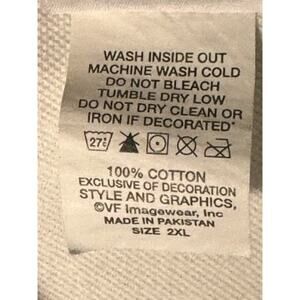 WASH INSIDE OUT
MACHINE WASH COLD
DO NOT BLEACH
TUMBLE DRY LOW
DO NOT DRY CLEAN OR
IRON IF DECORATED*
27°
100% COTTON
EXCLUSIVE OF DECORATION
STYLE AND GRAPHICS,
©VF Imagewear, Inc
MADE IN PAKISTAN
SIZE 2XL